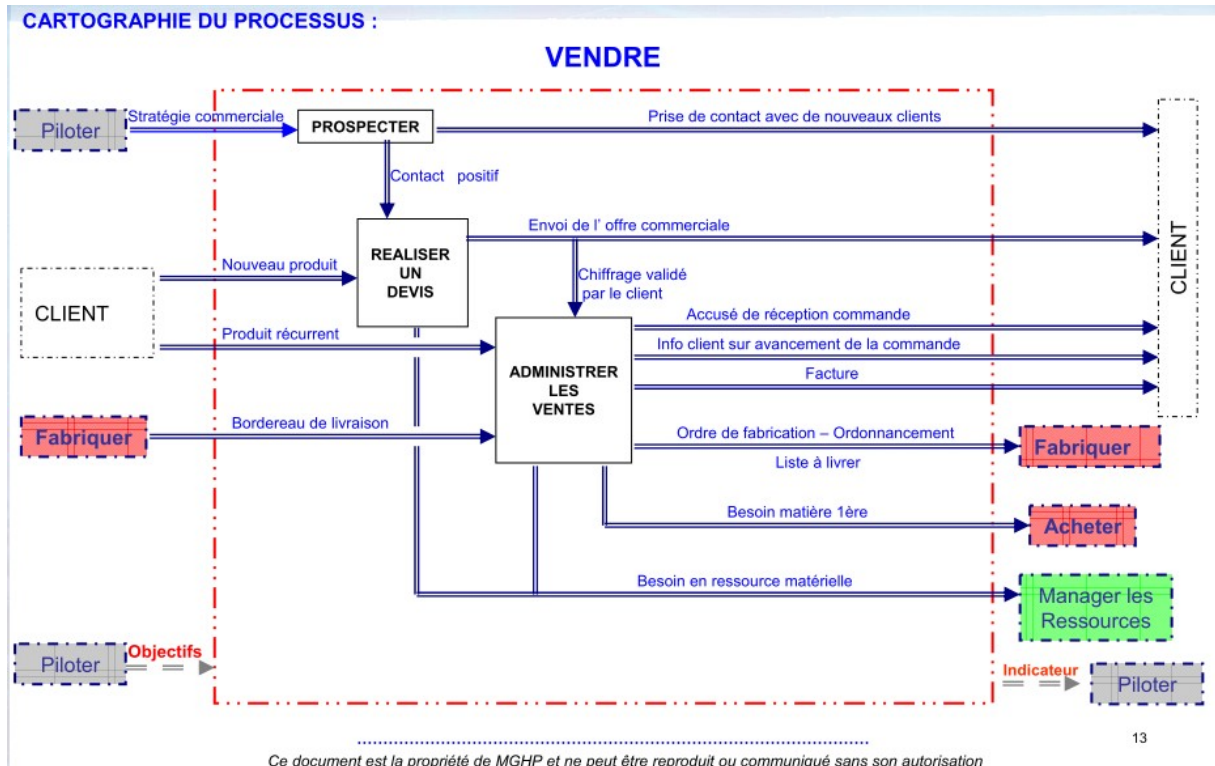 CARTOGRAPHIE DU PROCESSUS :
VENDRE
Piloter
Stratégie commerciale
PROSPECTER
Prise de contact avec de nouveaux clients
CLIENT
Contact positif
REALISER
UN
DEVIS
Envoi de l' offre commerciale
Nouveau produit
Chiffrage validé
par le client
CLIENT
Produit récurrent
ADMINISTRER
LES
VENTES
Accusé de réception commande
Info client sur avancement de la commande
Facture
Fabriquer
Bordereau de livraison
Ordre de fabrication – Ordonnancement
Liste à livrer
Fabriquer
Besoin matière 1ère
Acheter
Besoin en ressource matérielle
Manager les
Ressources
Piloter
Objectifs
Indicateur
Piloter
13
Ce document est la propriété de MGHP et ne peut être reproduit ou communiqué sans son autorisation